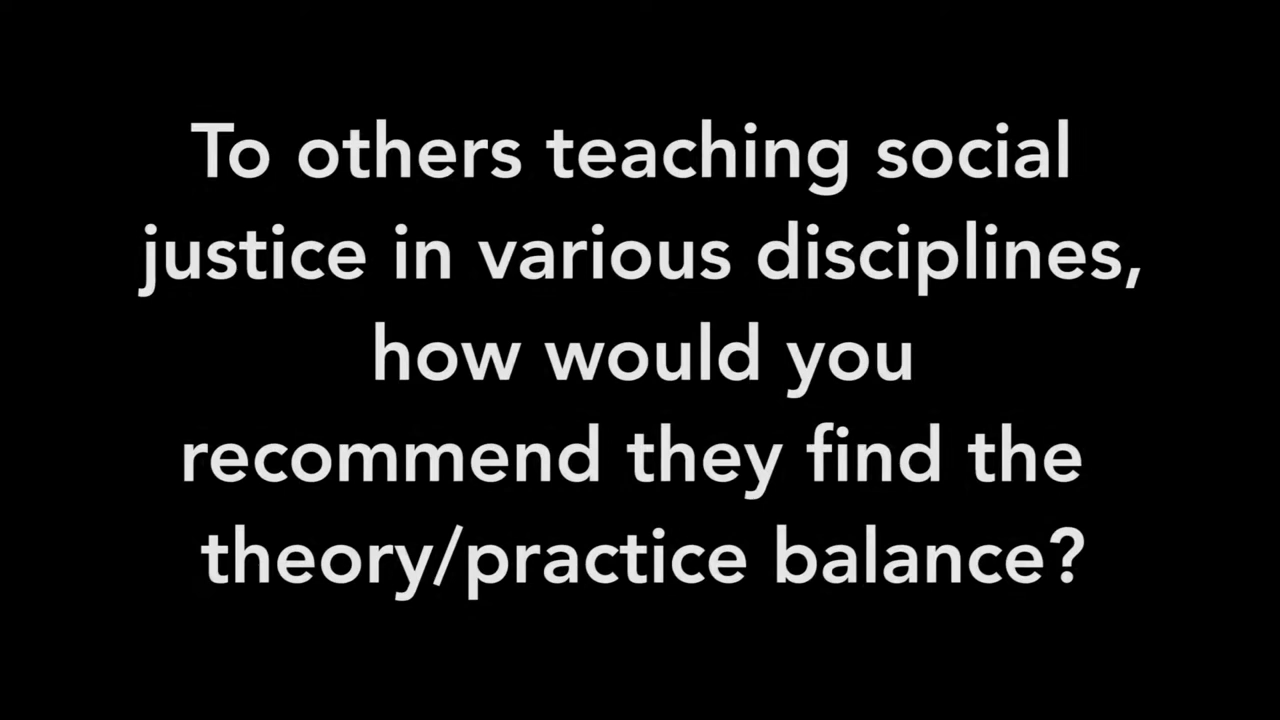 To others teaching social
justice in various disciplines,
how would you
recommend they find the
theory/practice balance?